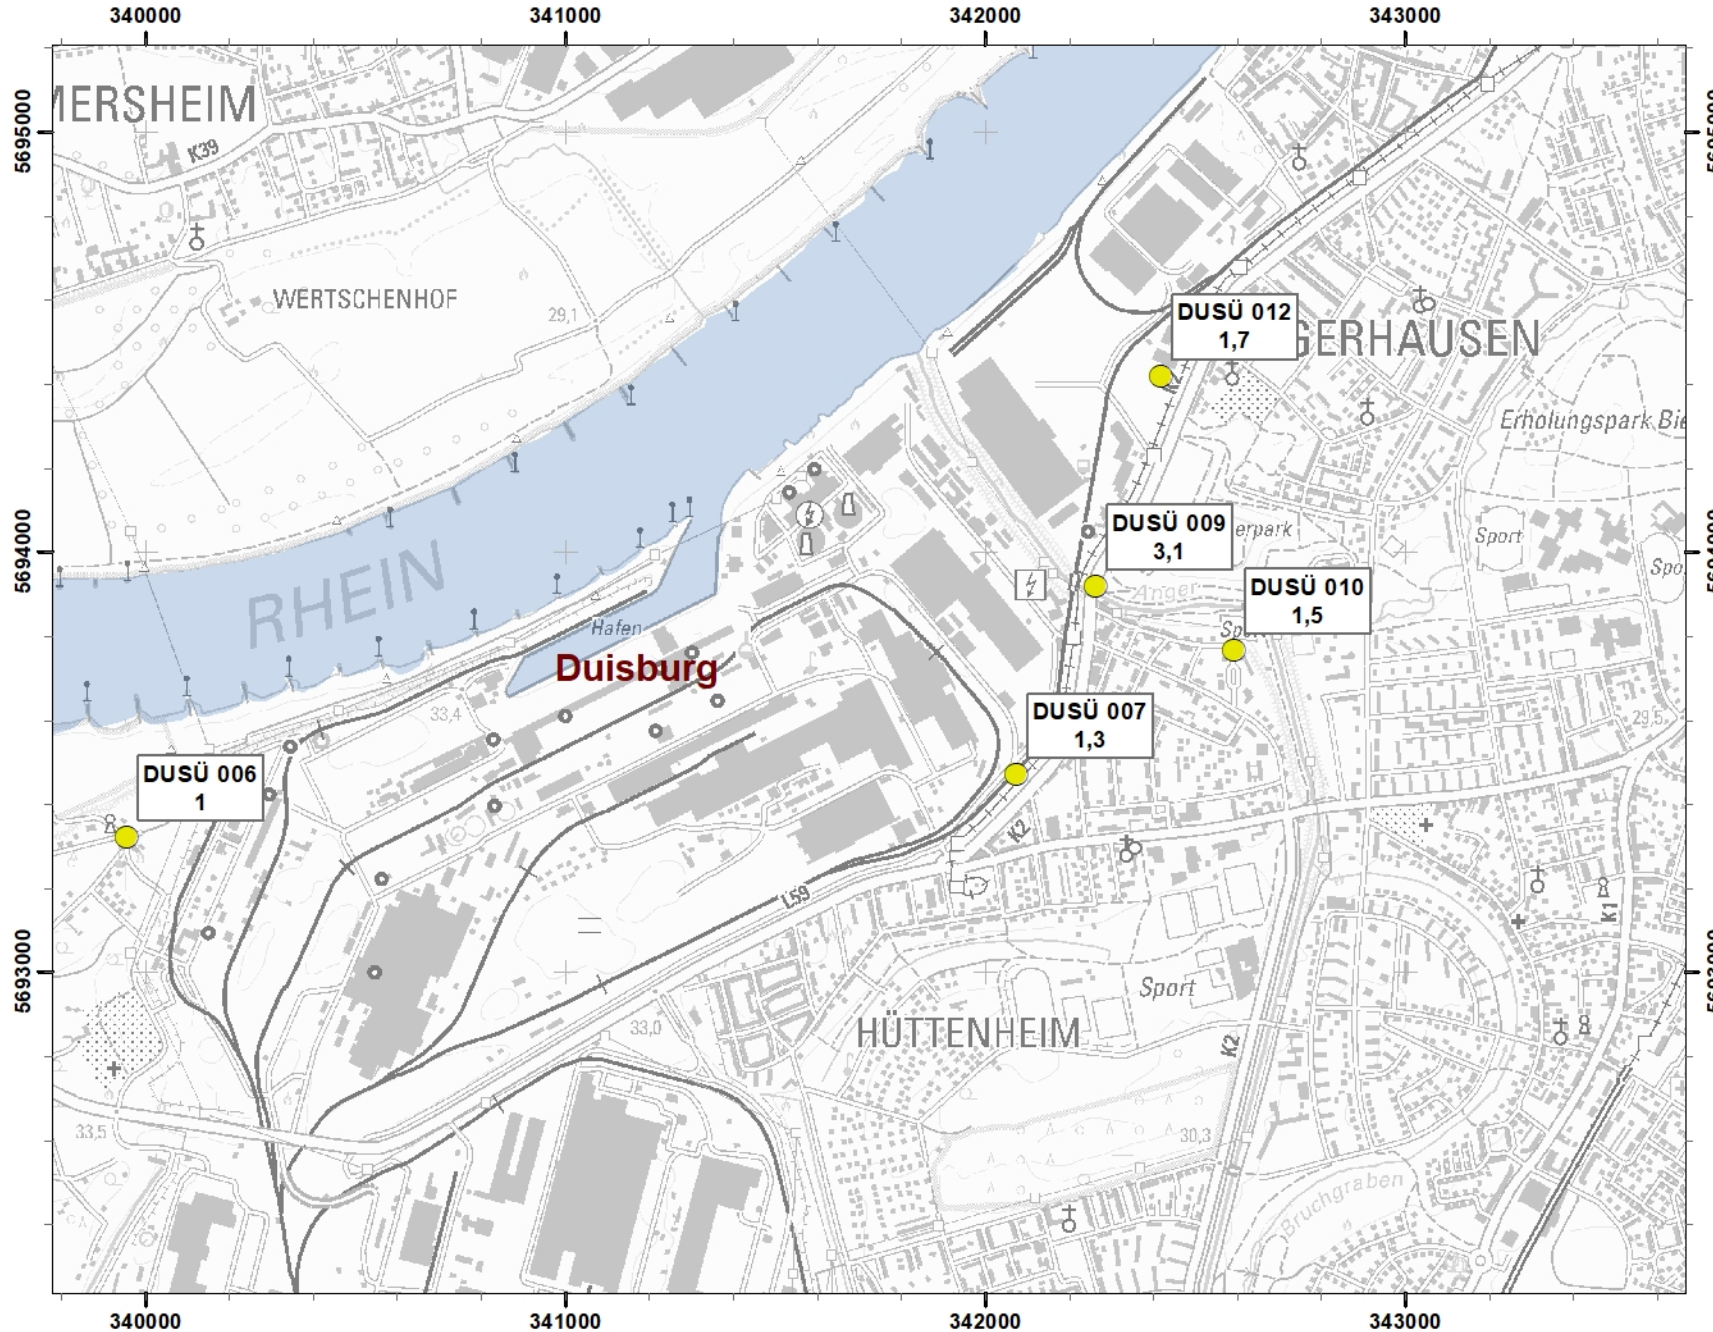 340000
341000
342000
343000
5695000
5694000
5693000
MERSHEIM
K39
WERTSCHENHOF
29,1
DUSÜ 012
1,7
GERHAUSEN
Erholungspark Bie
DUSÜ 009
3,1
erpark
Sport
Spo
Anger
DUSÜ 010
1,5
Spo
RHEIN
Hafen
Duisburg
33,4
DUSÜ 007
1,3
29,5
DUSÜ 006
1
K2
L59
K1
Sport
HÜTTENHEIM
33,0
K2
33,5
30,3
Bruchgraben
340000
341000
342000
343000